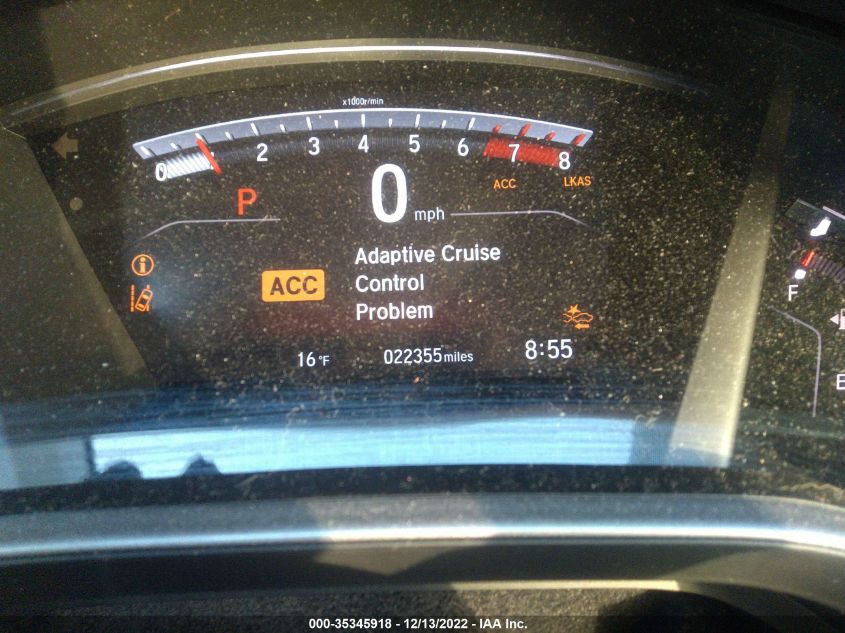 x1000r/min
0 2 3 4 5 6 7 8
P 0 mph ACC LKAS
Adaptive Cruise
ACC Control
Problem
F
E
16 °F 022355 miles 8:55
000-35345918 - 12/13/2022 - IAA Inc.